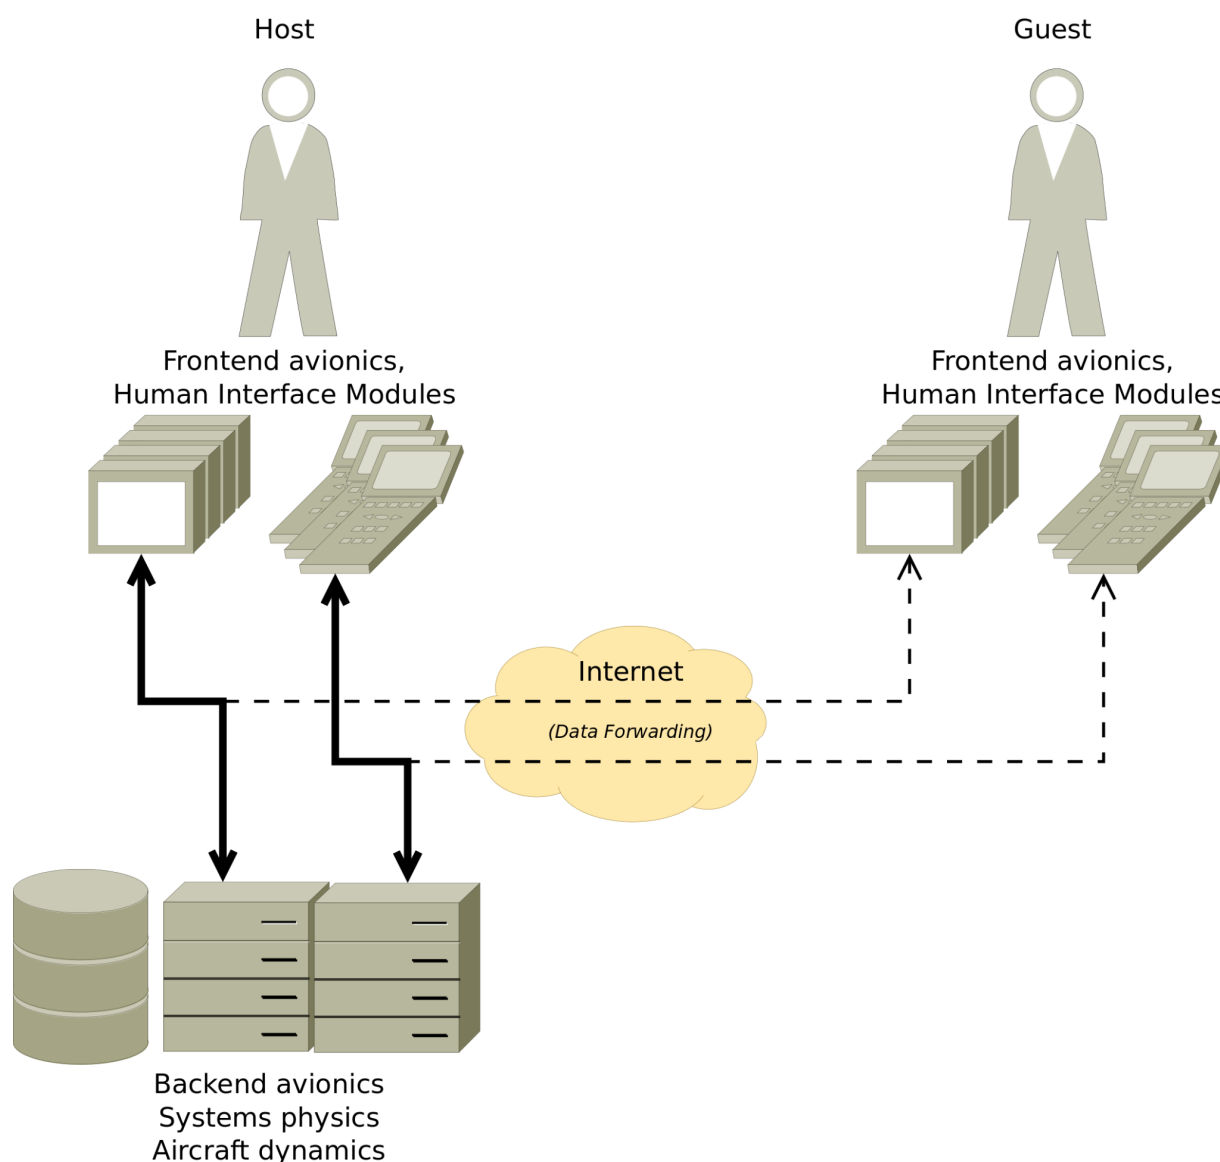 Host
Guest
Frontend avionics,
Human Interface Modules
Frontend avionics,
Human Interface Modules
Internet
(Data Forwarding)
Backend avionics
Systems physics
Aircraft dynamics